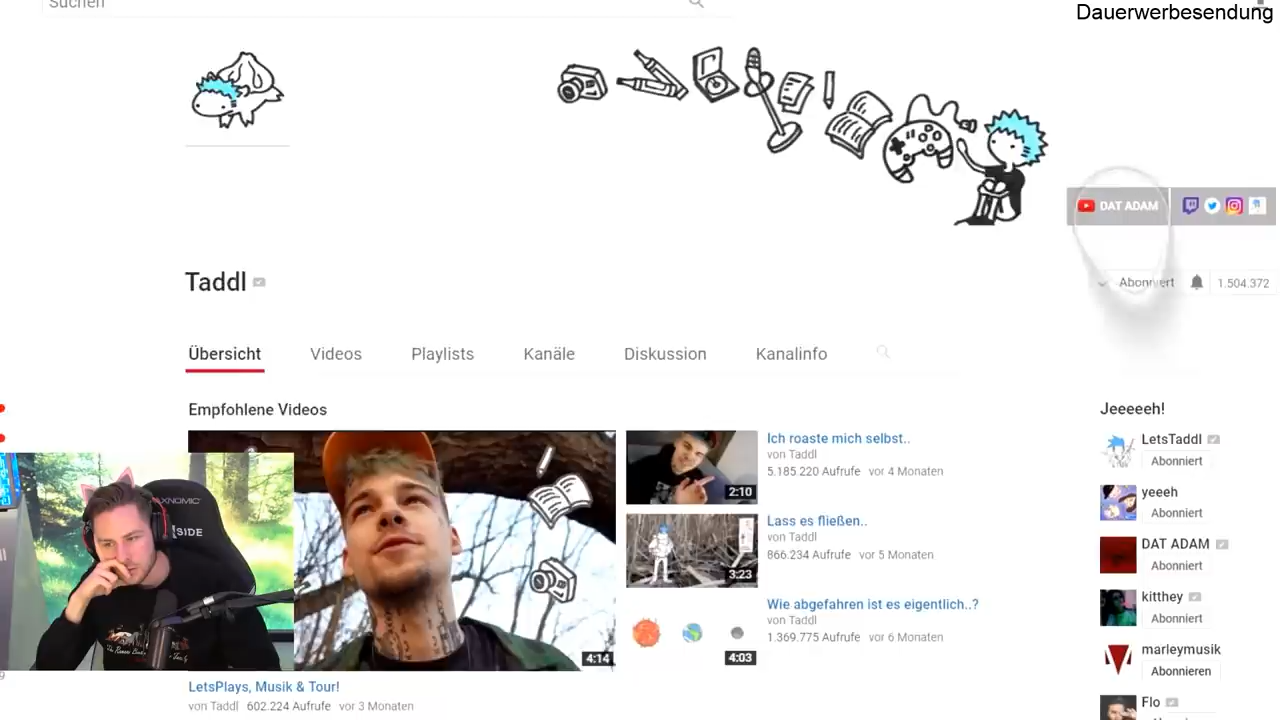 Suchen
Dauerwerbesendung
DAT ADAM
Taddl
Abonniert
1.504.372
Übersicht
Videos
Playlists
Kanäle
Diskussion
Kanalinfo
Empfohlene Videos
4:14
LetsPlays, Musik & Tour!
von Taddl 602.224 Aufrufe vor 3 Monaten
2:10
Ich roaste mich selbst..
von Taddl
5.185.220 Aufrufe vor 4 Monaten
3:23
Lass es fließen..
von Taddl
866.234 Aufrufe vor 5 Monaten
4:03
Wie abgefahren ist es eigentlich..?
von Taddl
1.369.775 Aufrufe vor 6 Monaten
Jeeeeeh!
LetsTaddl
Abonniert
yeeeh
Abonniert
DAT ADAM
Abonniert
kitthey
Abonniert
marleymusik
Abonnieren
Flo